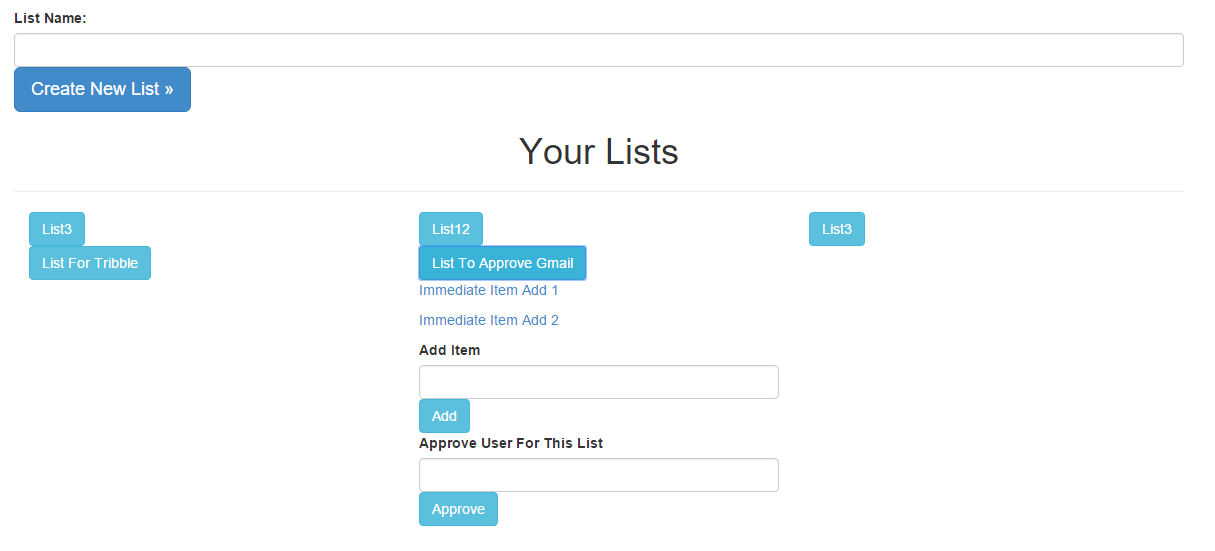 List Name:
Create New List »
Your Lists
List3
List12
List3
List For Tribble
List To Approve Gmail
Immediate Item Add 1
Immediate Item Add 2
Add Item
Add
Approve User For This List
Approve